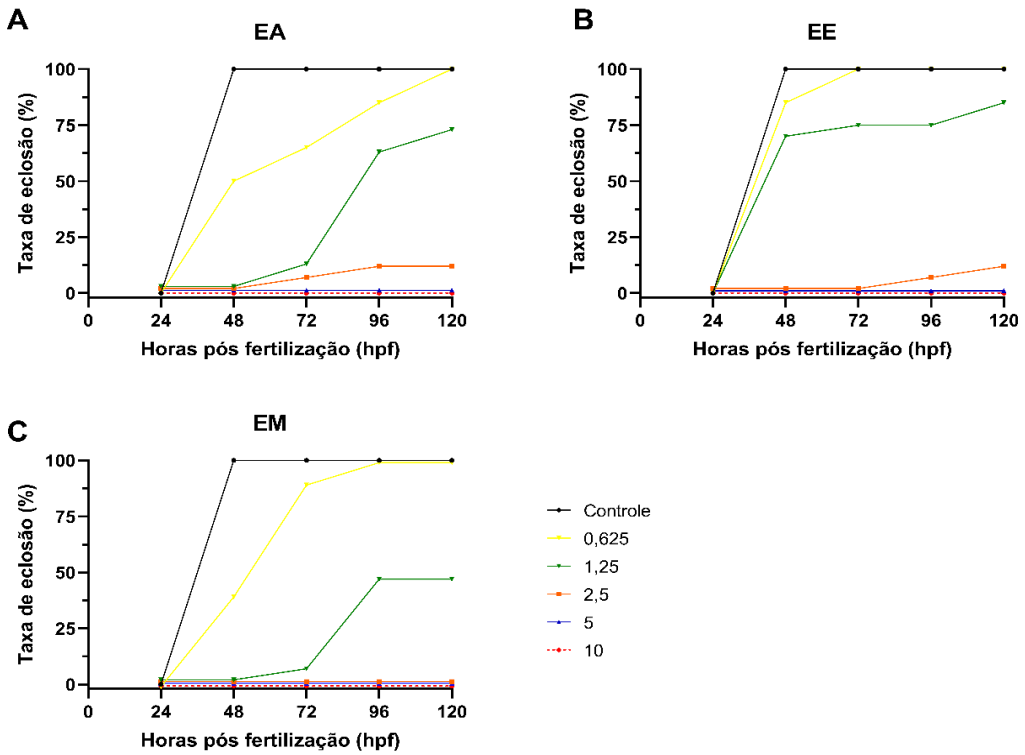 A
EA
Taxa de eclosão (%)
100
75
50
25
0
0 24 48 72 96 120
Horas pós fertilização (hpf)
B
EE
Taxa de eclosão (%)
100
75
50
25
0
0 24 48 72 96 120
Horas pós fertilização (hpf)
C
EM
Taxa de eclosão (%)
100
75
50
25
0
0 24 48 72 96 120
Horas pós fertilização (hpf)
Controle
0,625
1,25
2,5
5
10